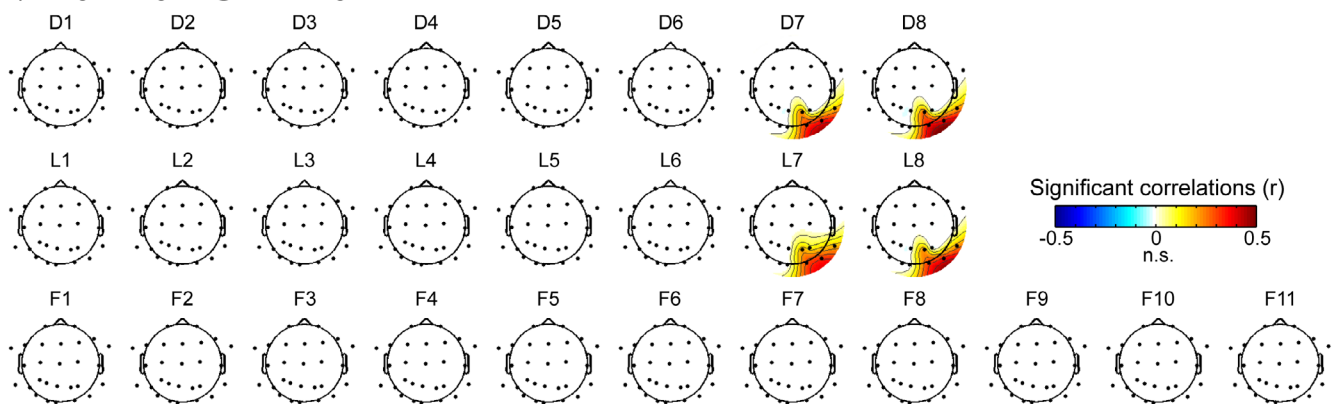 D1 D2 D3 D4 D5 D6 D7 D8
L1 L2 L3 L4 L5 L6 L7 L8
Significant correlations (r)
-0.5 0 0.5
n.s.
F1 F2 F3 F4 F5 F6 F7 F8 F9 F10 F11